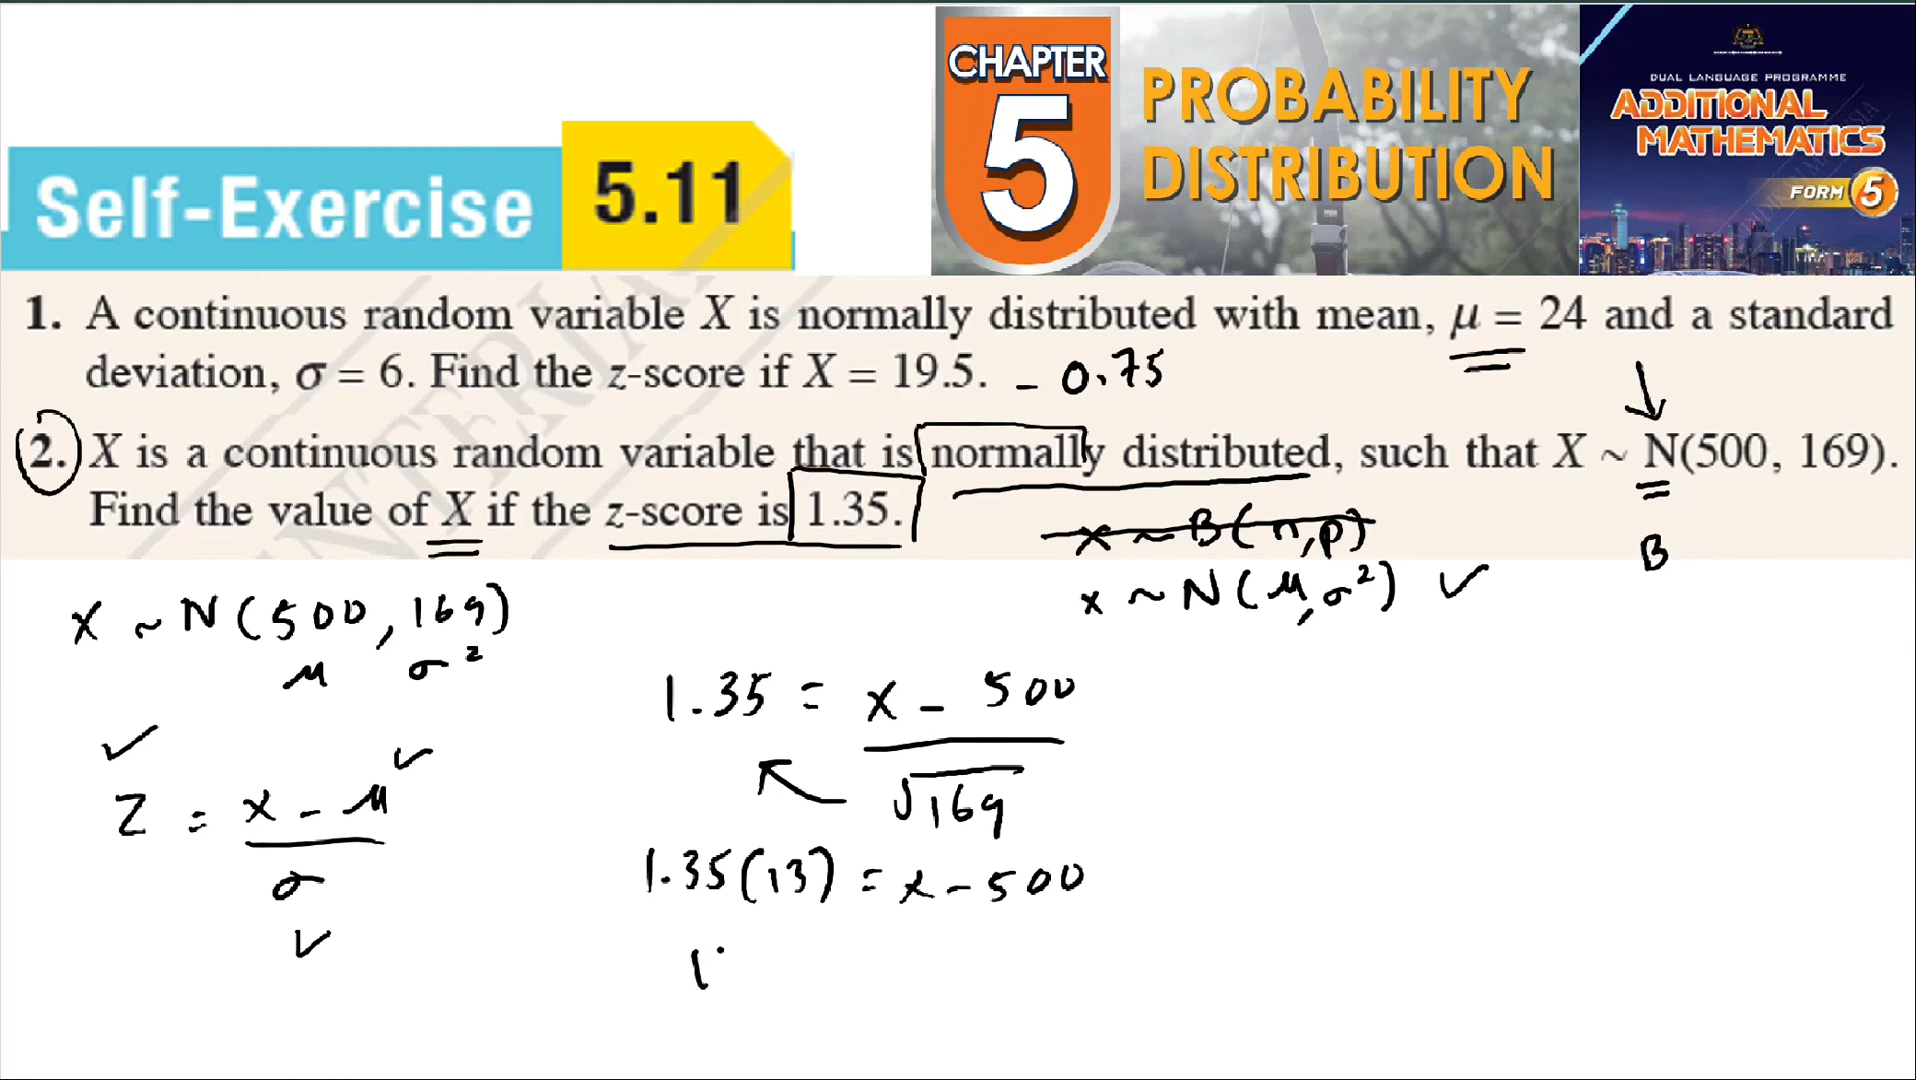 CHAPTER
5
PROBABILITY
DISTRIBUTION
DUAL LANGUAGE PROGRAMME
ADDITIONAL
MATHEMATICS
FORM 5
Self-Exercise 5.11
1. A continuous random variable X is normally distributed with mean, μ = 24 and a standard
deviation, σ = 6. Find the z-score if X = 19.5. - 0.75
2. X is a continuous random variable that is normally distributed, such that X ~ N(500, 169).
Find the value of X if the z-score is 1.35.
x ~ B(n,p)
B
x ~ N(μ,σ²) ✓
X ~ N(500,169)
μ σ²
1.35 = x - 500
√169
✓ ✓
Z = x - μ
σ
✓
1.35(13) = x - 500
1